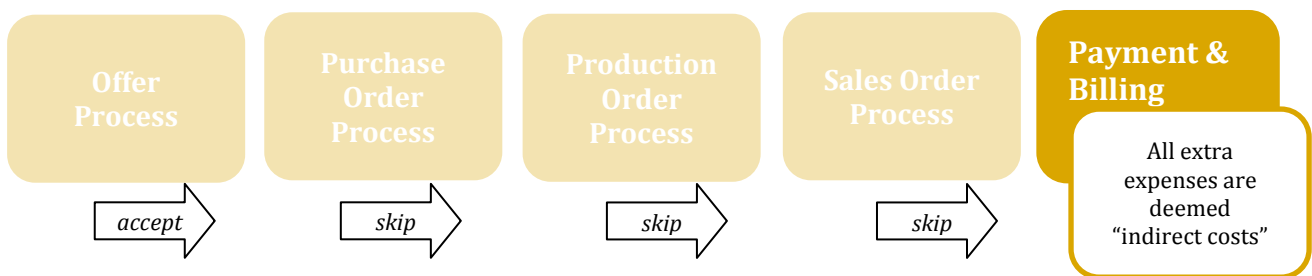 Offer
Process
Purchase
Order
Process
Production
Order
Process
Sales Order
Process
Payment &
Billing
All extra
expenses are
deemed
“indirect costs”
accept
skip
skip
skip